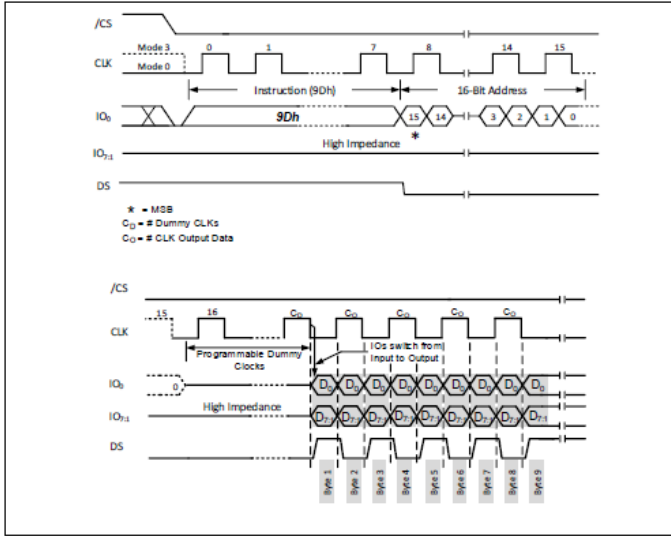 /CS
Mode 3 0 1 7 8 14 15
CLK Mode 0
Instruction (9Dh) 16-Bit Address
IO0 9Dh 15 14 3 2 1 0
*
High Impedance
IO7:1
DS
* = MSB
CD = # Dummy CLKs
CO = # CLK Output Data
/CS
15 16 CD CO CO CO CO
CLK
Programmable Dummy Clocks
IOs switch from
Input to Output
IO0 0 D0 D0 D0 D0 D0 D0 D0 D0 D0
High Impedance
IO7:1 D7:1 D7:1 D7:1 D7:1 D7:1 D7:1 D7:1 D7:1 D7:1
DS
Byte 1 Byte 2 Byte 3 Byte 4 Byte 5 Byte 6 Byte 7 Byte 8 Byte 9